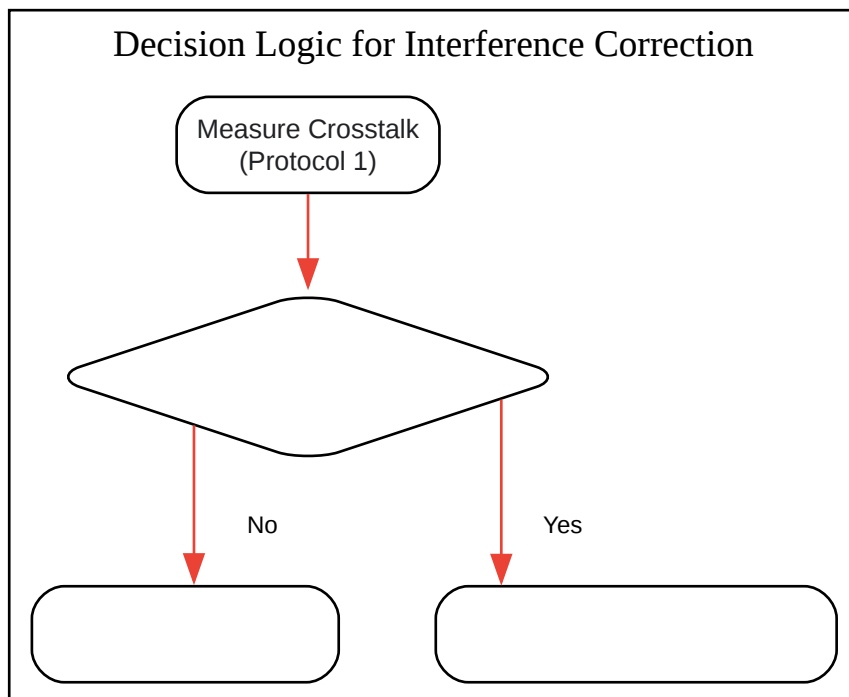 Decision Logic for Interference Correction
Measure Crosstalk
(Protocol 1)
No
Yes